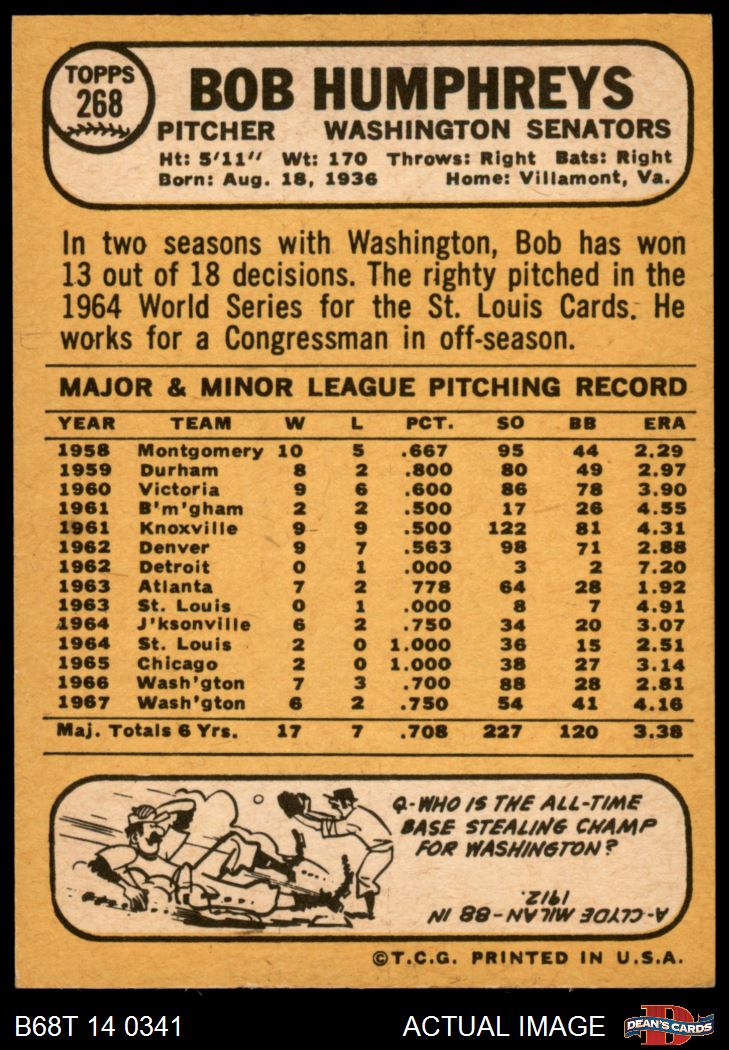 TOPPS
268
BOB HUMPHREYS
PITCHER WASHINGTON SENATORS
Ht: 5'11" Wt: 170 Throws: Right Bats: Right
Born: Aug. 18, 1936 Home: Villamont, Va.
In two seasons with Washington, Bob has won
13 out of 18 decisions. The righty pitched in the
1964 World Series for the St. Louis Cards. He
works for a Congressman in off-season.
MAJOR & MINOR LEAGUE PITCHING RECORD
YEAR TEAM W L PCT. SO BB ERA
1958 Montgomery 10 5 .667 95 44 2.29
1959 Durham 8 2 .800 80 49 2.97
1960 Victoria 9 6 .600 86 78 3.90
1961 B'm'gham 2 2 .500 17 26 4.55
1961 Knoxville 9 9 .500 122 81 4.31
1962 Denver 9 7 .563 98 71 2.88
1962 Detroit 0 1 .000 3 2 7.20
1963 Atlanta 7 2 778 64 28 1.92
1963 St. Louis 0 1 .000 8 7 4.91
1964 J'ksonville 6 2 .750 34 20 3.07
1964 St. Louis 2 0 1.000 36 15 2.51
1965 Chicago 2 0 1.000 38 27 3.14
1966 Wash'gton 7 3 .700 88 28 2.81
1967 Wash'gton 6 2 .750 54 41 4.16
Maj. Totals 6 Yrs. 17 7 .708 227 120 3.38
Q-WHO IS THE ALL-TIME
BASE STEALING CHAMP
FOR WASHINGTON?
A-CLYDE MILAN-88 IN
1912.
©T.C.G. PRINTED IN U.S.A.
B68T 14 0341 ACTUAL IMAGE
D
DEAN'S CARDS